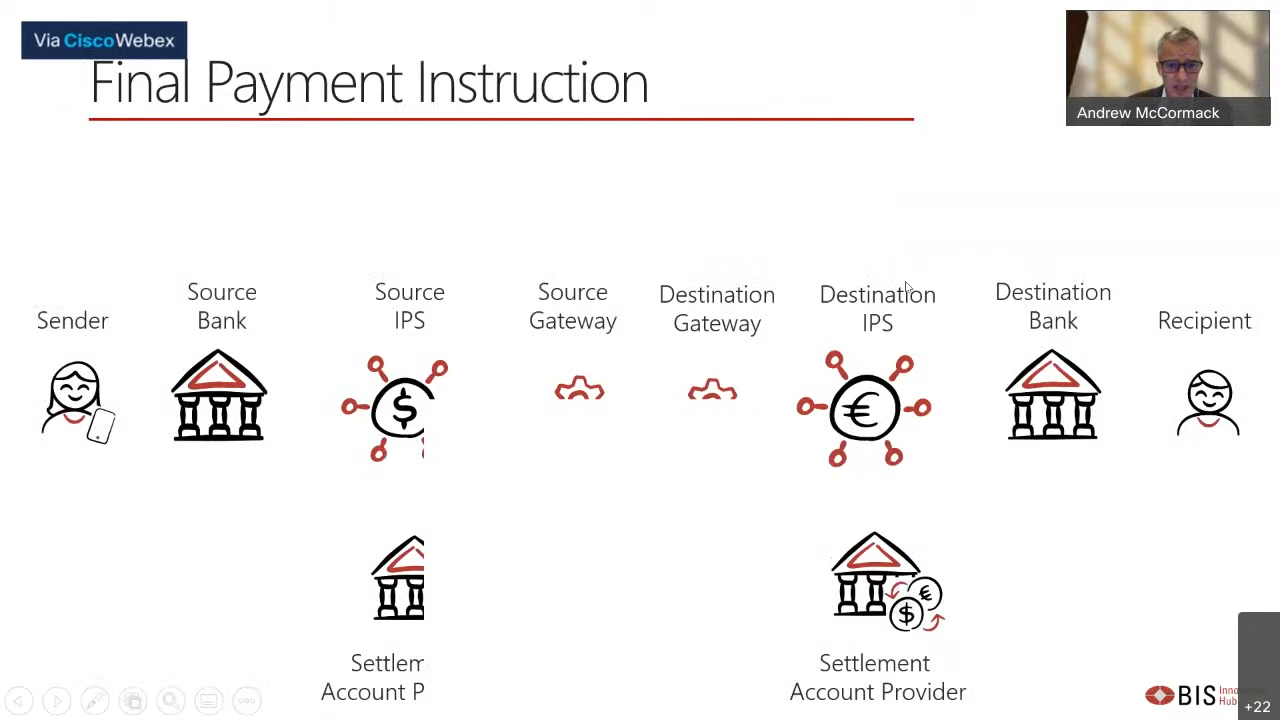 Via CiscoWebex
Final Payment Instruction
Andrew McCormack
Sender
Source
Bank
Source
IPS
Source
Gateway
Destination
Gateway
Destination
IPS
Destination
Bank
Recipient
$
€
€
$
Settlem
Account P
Settlement
Account Provider
BIS
+22